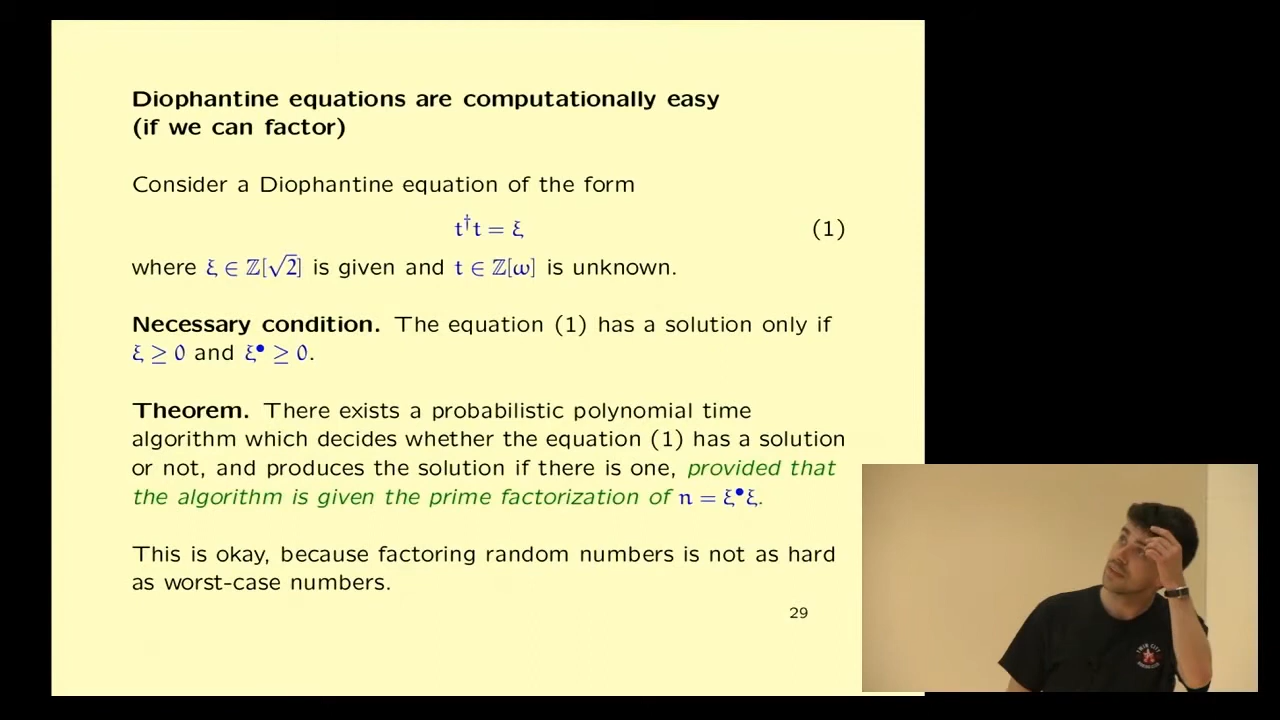 Diophantine equations are computationally easy
(if we can factor)
Consider a Diophantine equation of the form
t†t = ξ (1)
where ξ ∈ ℤ[√2] is given and t ∈ ℤ[ω] is unknown.
Necessary condition. The equation (1) has a solution only if
ξ ≥ 0 and ξ• ≥ 0.
Theorem. There exists a probabilistic polynomial time
algorithm which decides whether the equation (1) has a solution
or not, and produces the solution if there is one, provided that
the algorithm is given the prime factorization of n = ξ•ξ.
This is okay, because factoring random numbers is not as hard
as worst-case numbers.
29